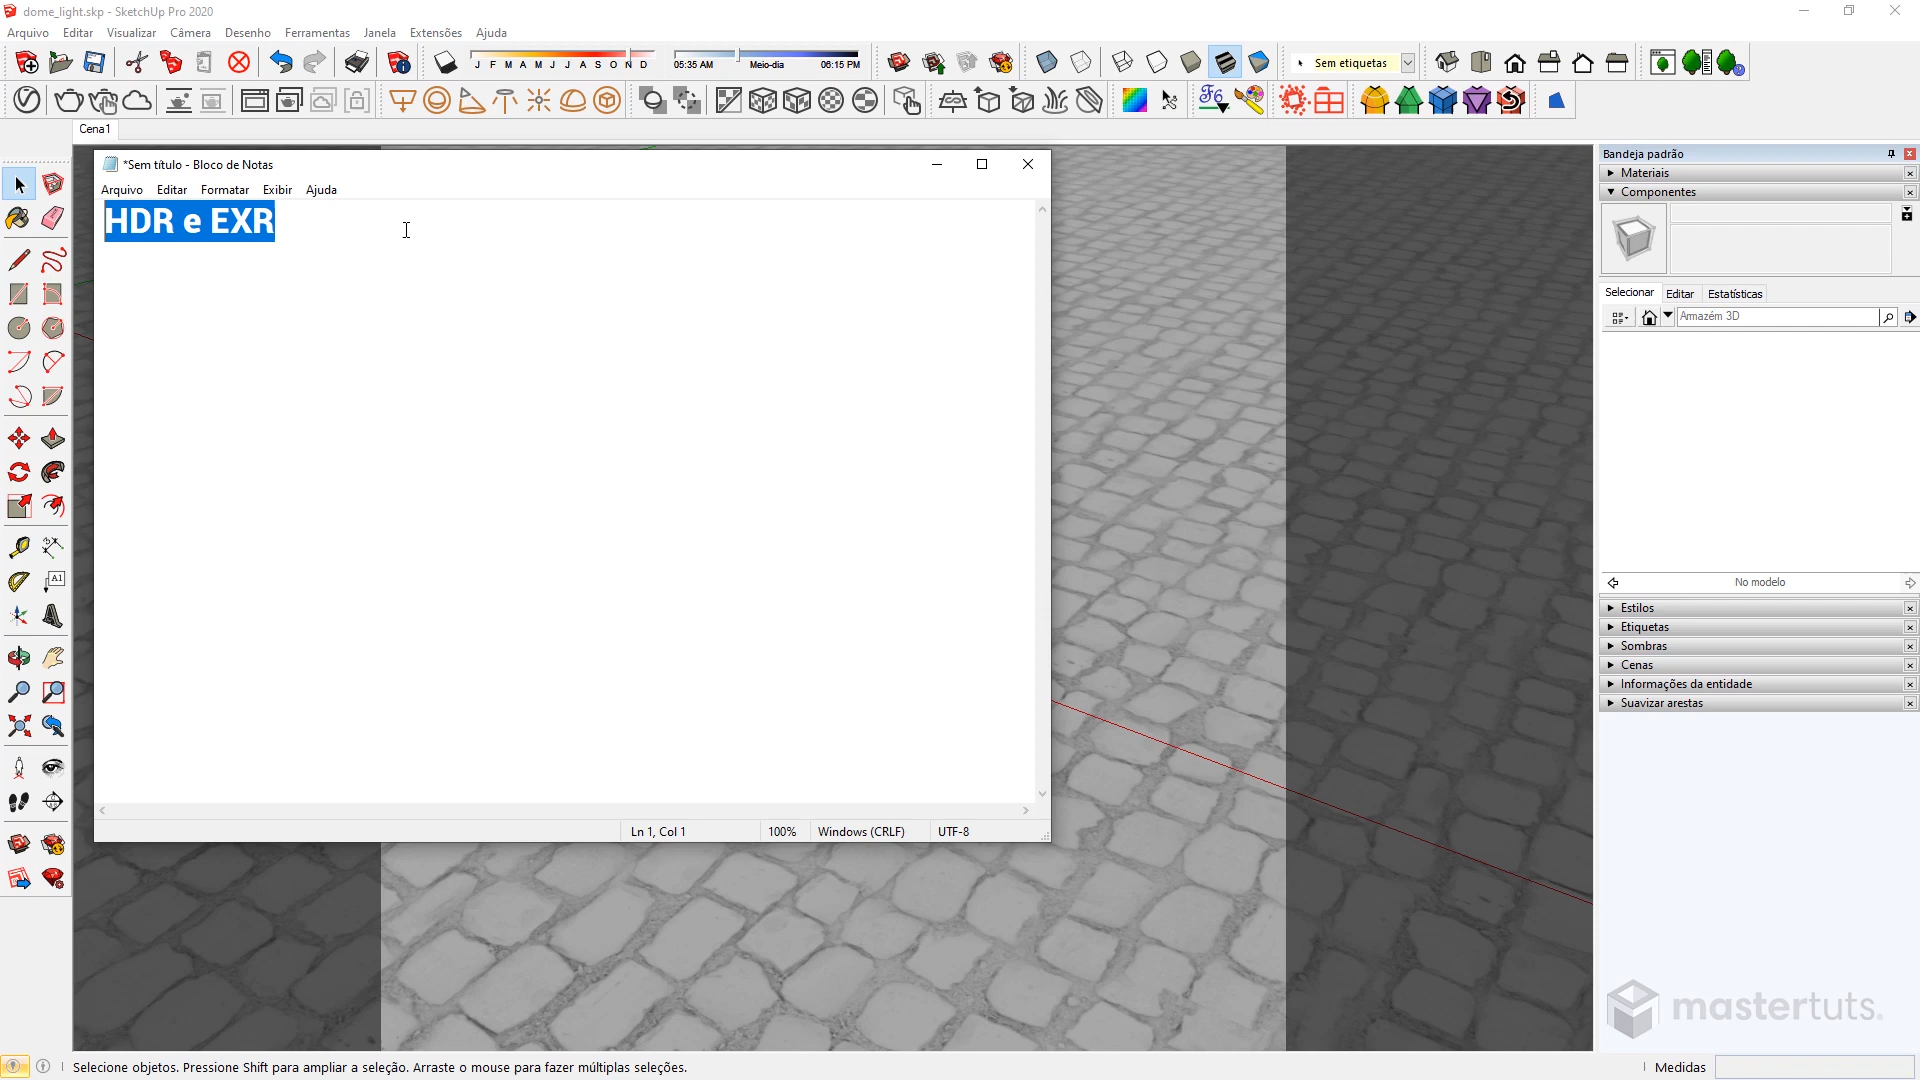 dome_light.skp - SketchUp Pro 2020
Arquivo Editar Visualizar Câmera Desenho Ferramentas Janela Extensões Ajuda
J F M A M J J A S O N D
05:35 AM Meio-dia 06:15 PM
Sem etiquetas
F6
Cena1
*Sem título - Bloco de Notas
Arquivo Editar Formatar Exibir Ajuda
HDR e EXR
Ln 1, Col 1 100% Windows (CRLF) UTF-8
A1
Bandeja padrão
Materiais
Componentes
Selecionar Editar Estatísticas
Armazém 3D
No modelo
Estilos
Etiquetas
Sombras
Cenas
Informações da entidade
Suavizar arestas
mastertuts.
Selecione objetos. Pressione Shift para ampliar a seleção. Arraste o mouse para fazer múltiplas seleções.
Medidas